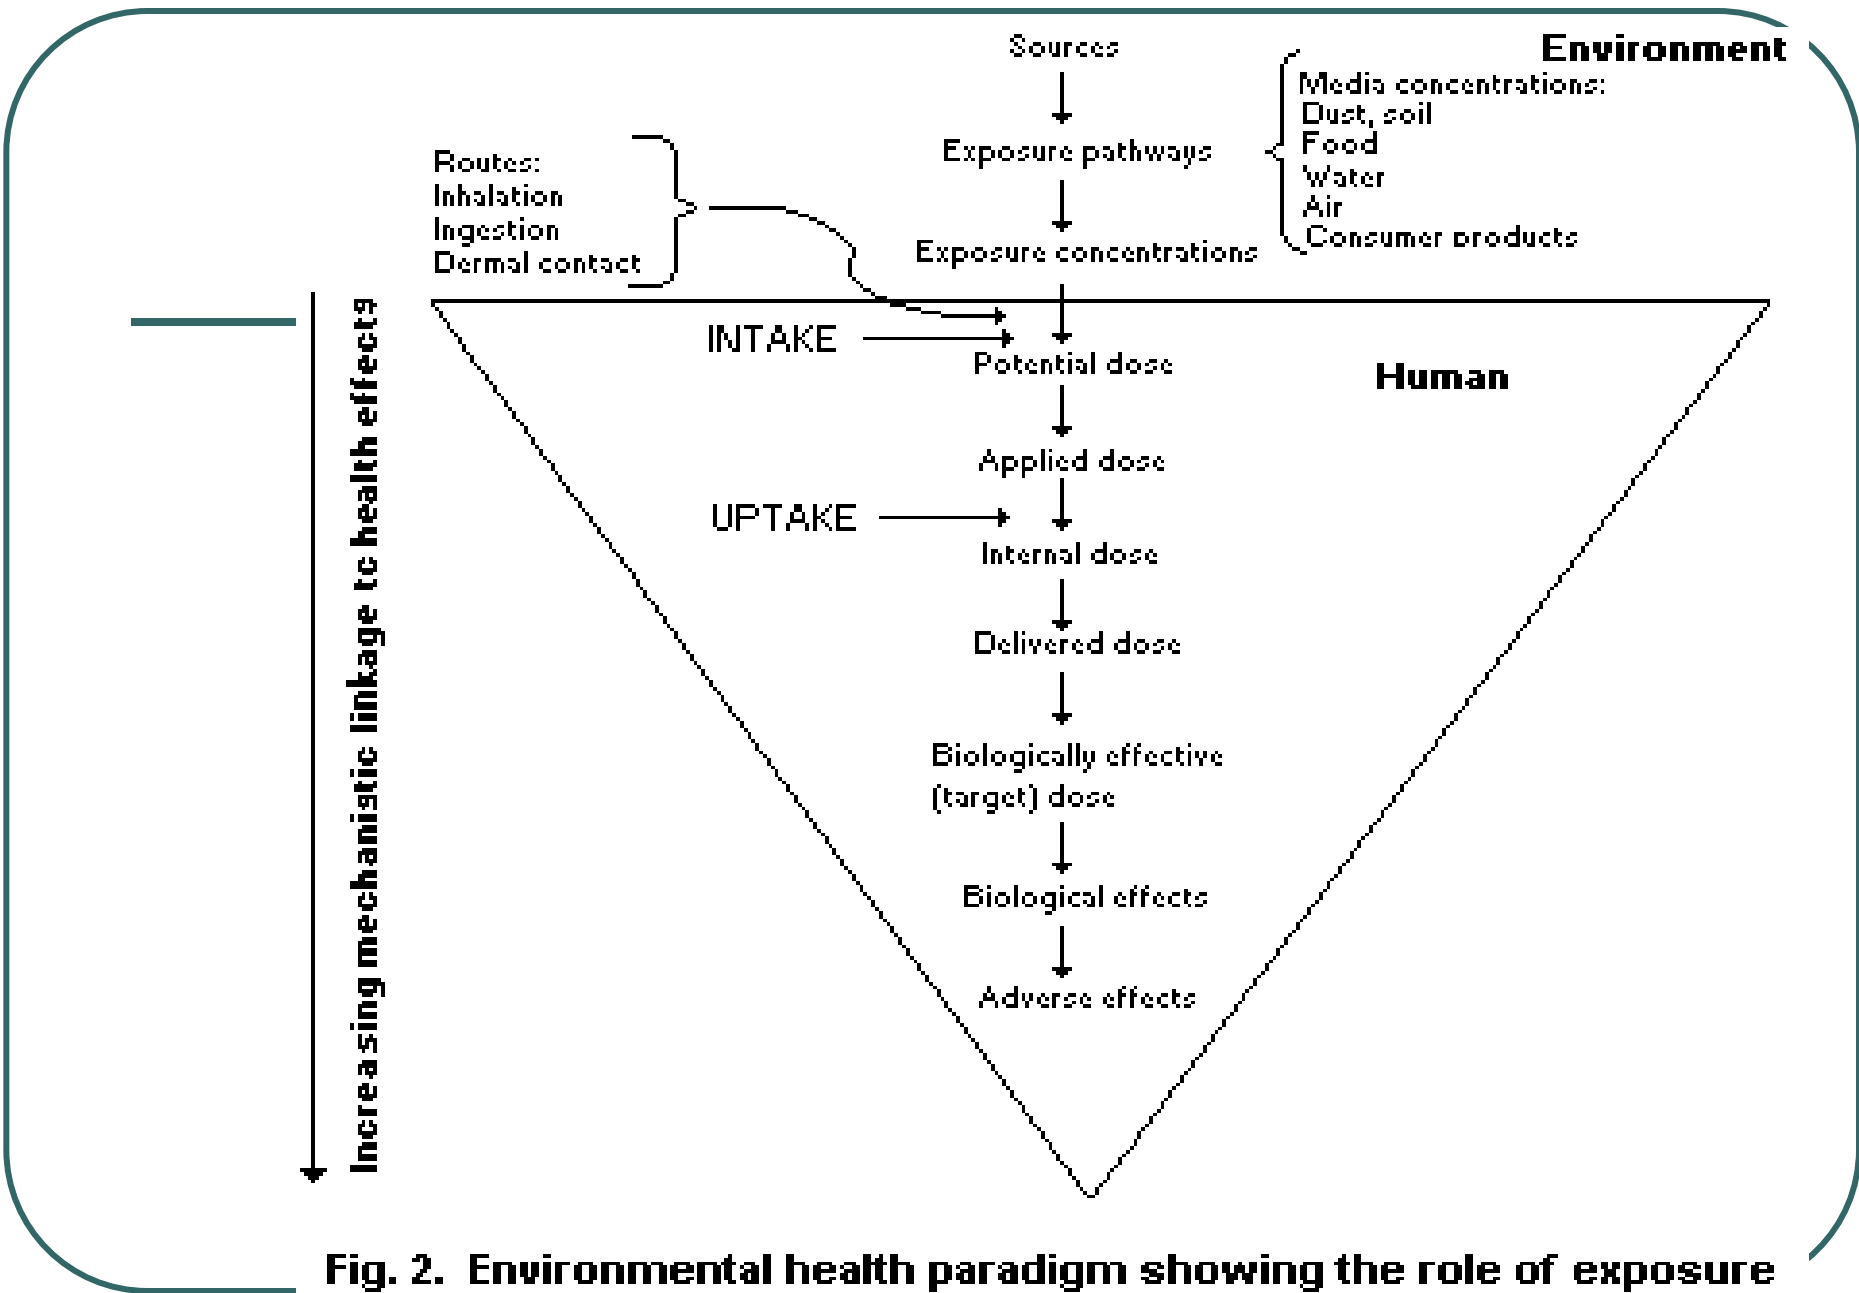 Sources
Environment
Media concentrations:
Dust, soil
Food
Water
Air
Consumer products
Exposure pathways
Routes:
Inhalation
Ingestion
Dermal contact
Exposure concentrations
INTAKE
Potential dose
Human
Applied dose
UPTAKE
Internal dose
Delivered dose
Biologically effective
(target) dose
Biological effects
Adverse effects
Increasing mechanistic linkage to health effects
Fig. 2. Environmental health paradigm showing the role of exposure